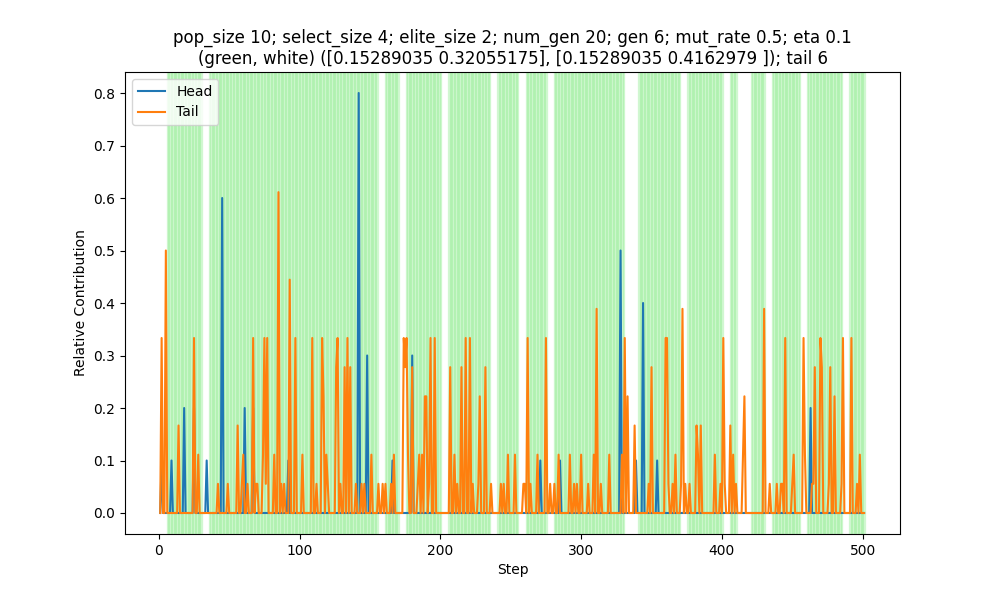 pop_size 10; select_size 4; elite_size 2; num_gen 20; gen 6; mut_rate 0.5; eta 0.1
(green, white) ([0.15289035 0.32055175], [0.15289035 0.4162979 ]); tail 6
Head
Tail
0.8
0.7
0.6
0.5
0.4
0.3
0.2
0.1
0.0
Relative Contribution
0 100 200 300 400 500
Step